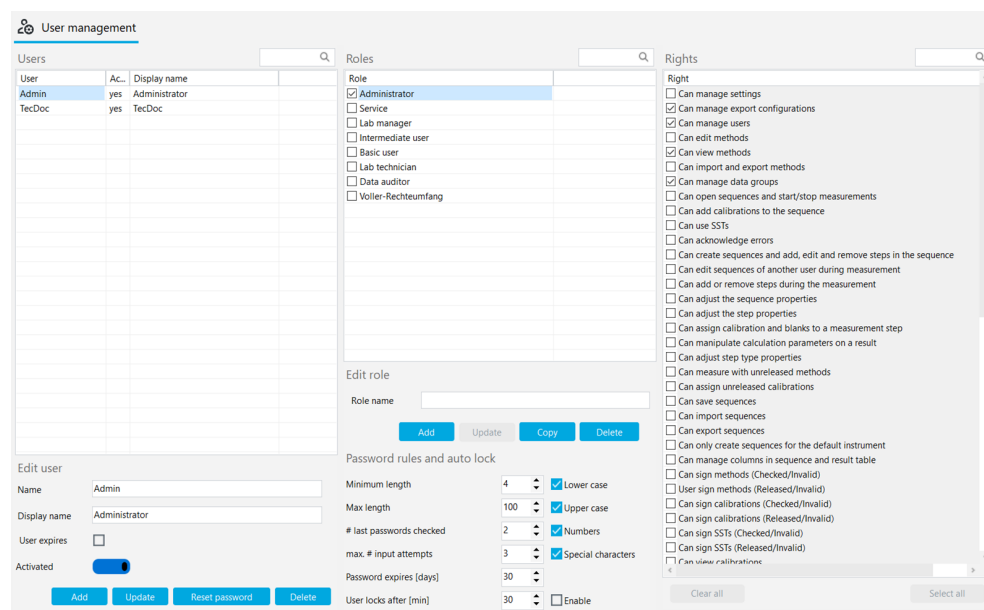 User management
Users
User Ac... Display name
Admin yes Administrator
TecDoc yes TecDoc
Edit user
Name Admin
Display name Administrator
User expires
Activated
Add Update Reset password Delete
Roles
Role
Administrator
Service
Lab manager
Intermediate user
Basic user
Lab technician
Data auditor
Voller-Rechteumfang
Edit role
Role name
Add Update Copy Delete
Password rules and auto lock
Minimum length 4 Lower case
Max length 100 Upper case
# last passwords checked 2 Numbers
max. # input attempts 3 Special characters
Password expires [days] 30
User locks after [min] 30 Enable
Rights
Right
Can manage settings
Can manage export configurations
Can manage users
Can edit methods
Can view methods
Can import and export methods
Can manage data groups
Can open sequences and start/stop measurements
Can add calibrations to the sequence
Can use SSTs
Can acknowledge errors
Can create sequences and add, edit and remove steps in the sequence
Can edit sequences of another user during measurement
Can add or remove steps during the measurement
Can adjust the sequence properties
Can adjust the step properties
Can assign calibration and blanks to a measurement step
Can manipulate calculation parameters on a result
Can adjust step type properties
Can measure with unreleased methods
Can assign unreleased calibrations
Can save sequences
Can import sequences
Can export sequences
Can only create sequences for the default instrument
Can manage columns in sequence and result table
Can sign methods (Checked/Invalid)
User sign methods (Released/Invalid)
Can sign calibrations (Checked/Invalid)
Can sign calibrations (Released/Invalid)
Can sign SSTs (Checked/Invalid)
Can sign SSTs (Released/Invalid)
Can view calibrations
Clear all Select all